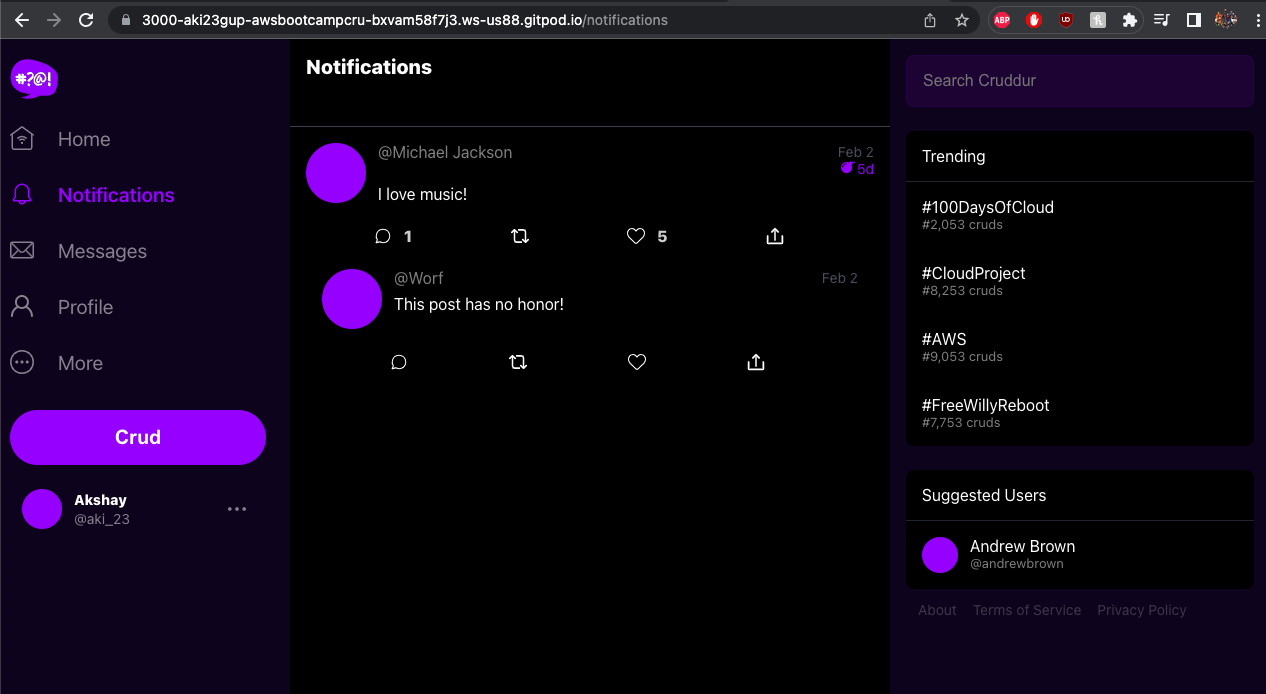 3000-aki23gup-awsbootcampcru-bxvam58f7j3.ws-us88.gitpod.io/notifications
ABP
#?@!
Home
Notifications
Messages
Profile
More
Crud
Akshay
@aki_23
Notifications
@Michael Jackson
Feb 2
5d
I love music!
1
5
@Worf
Feb 2
This post has no honor!
Search Cruddur
Trending
#100DaysOfCloud
#2,053 cruds
#CloudProject
#8,253 cruds
#AWS
#9,053 cruds
#FreeWillyReboot
#7,753 cruds
Suggested Users
Andrew Brown
@andrewbrown
About Terms of Service Privacy Policy